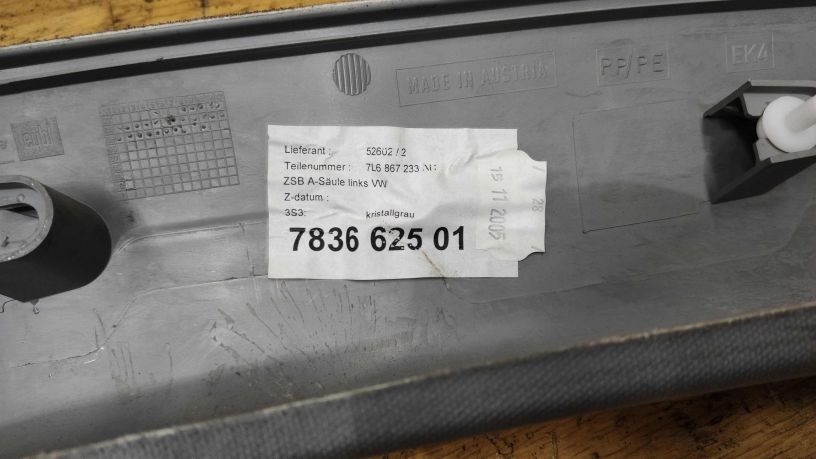 MADE IN AUSTRIA
PP/PE
EK4
Lieferant : 52602 / 2
Teilenummer : 7L6 867 233
ZSB A-Säule links VW
Z-datum :
3S3: kristallgrau
7836 625 01
15 11 2005
/ 28 /